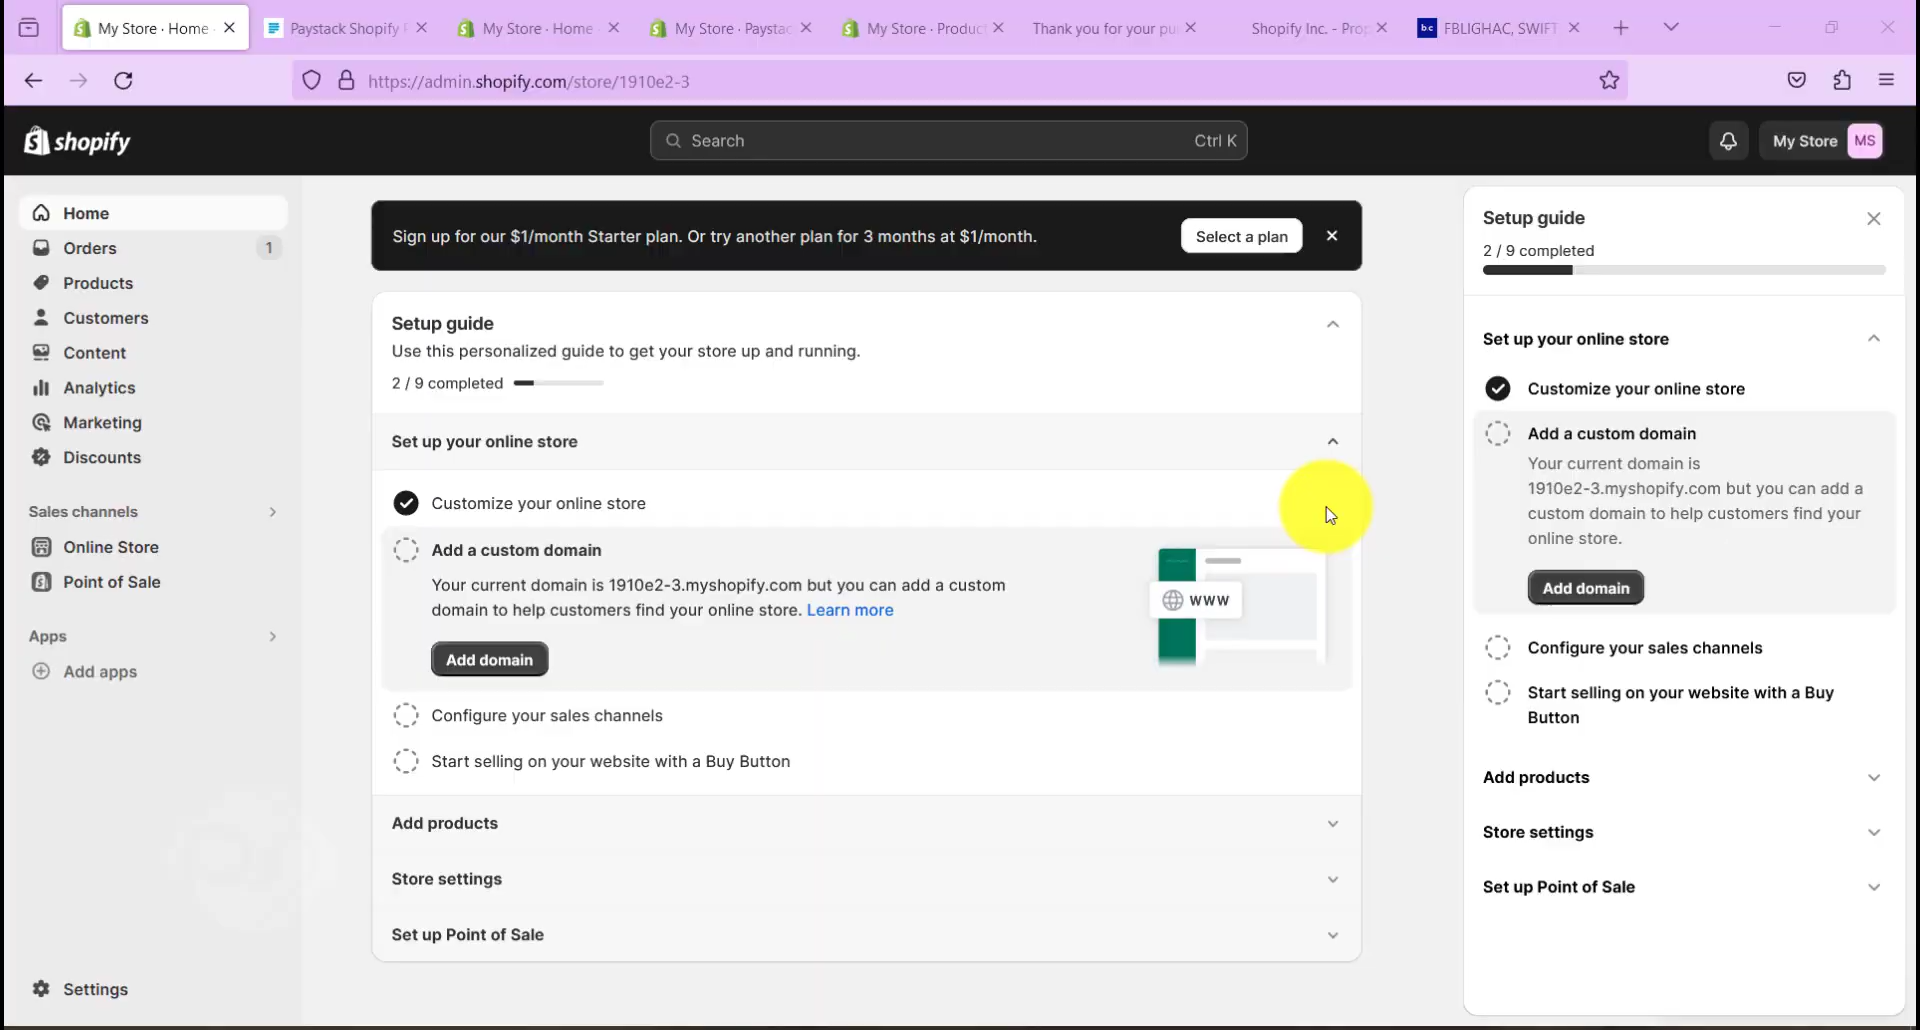 My Store · Home
Paystack Shopify
My Store · Home
My Store · Paystac
My Store · Product
Thank you for your pu
Shopify Inc. - Prop
bc FBLIGHAC, SWIFT
https://admin.shopify.com/store/1910e2-3
shopify
Search
Ctrl K
My Store
MS
Home
Orders
1
Products
Customers
Content
Analytics
Marketing
Discounts
Sales channels
Online Store
Point of Sale
Apps
Add apps
Settings
Sign up for our $1/month Starter plan. Or try another plan for 3 months at $1/month.
Select a plan
Setup guide
Use this personalized guide to get your store up and running.
2 / 9 completed
Set up your online store
Customize your online store
Add a custom domain
Your current domain is 1910e2-3.myshopify.com but you can add a custom
domain to help customers find your online store. Learn more
Add domain
www
Configure your sales channels
Start selling on your website with a Buy Button
Add products
Store settings
Set up Point of Sale
Setup guide
2 / 9 completed
Set up your online store
Customize your online store
Add a custom domain
Your current domain is
1910e2-3.myshopify.com but you can add a
custom domain to help customers find your
online store.
Add domain
Configure your sales channels
Start selling on your website with a Buy
Button
Add products
Store settings
Set up Point of Sale